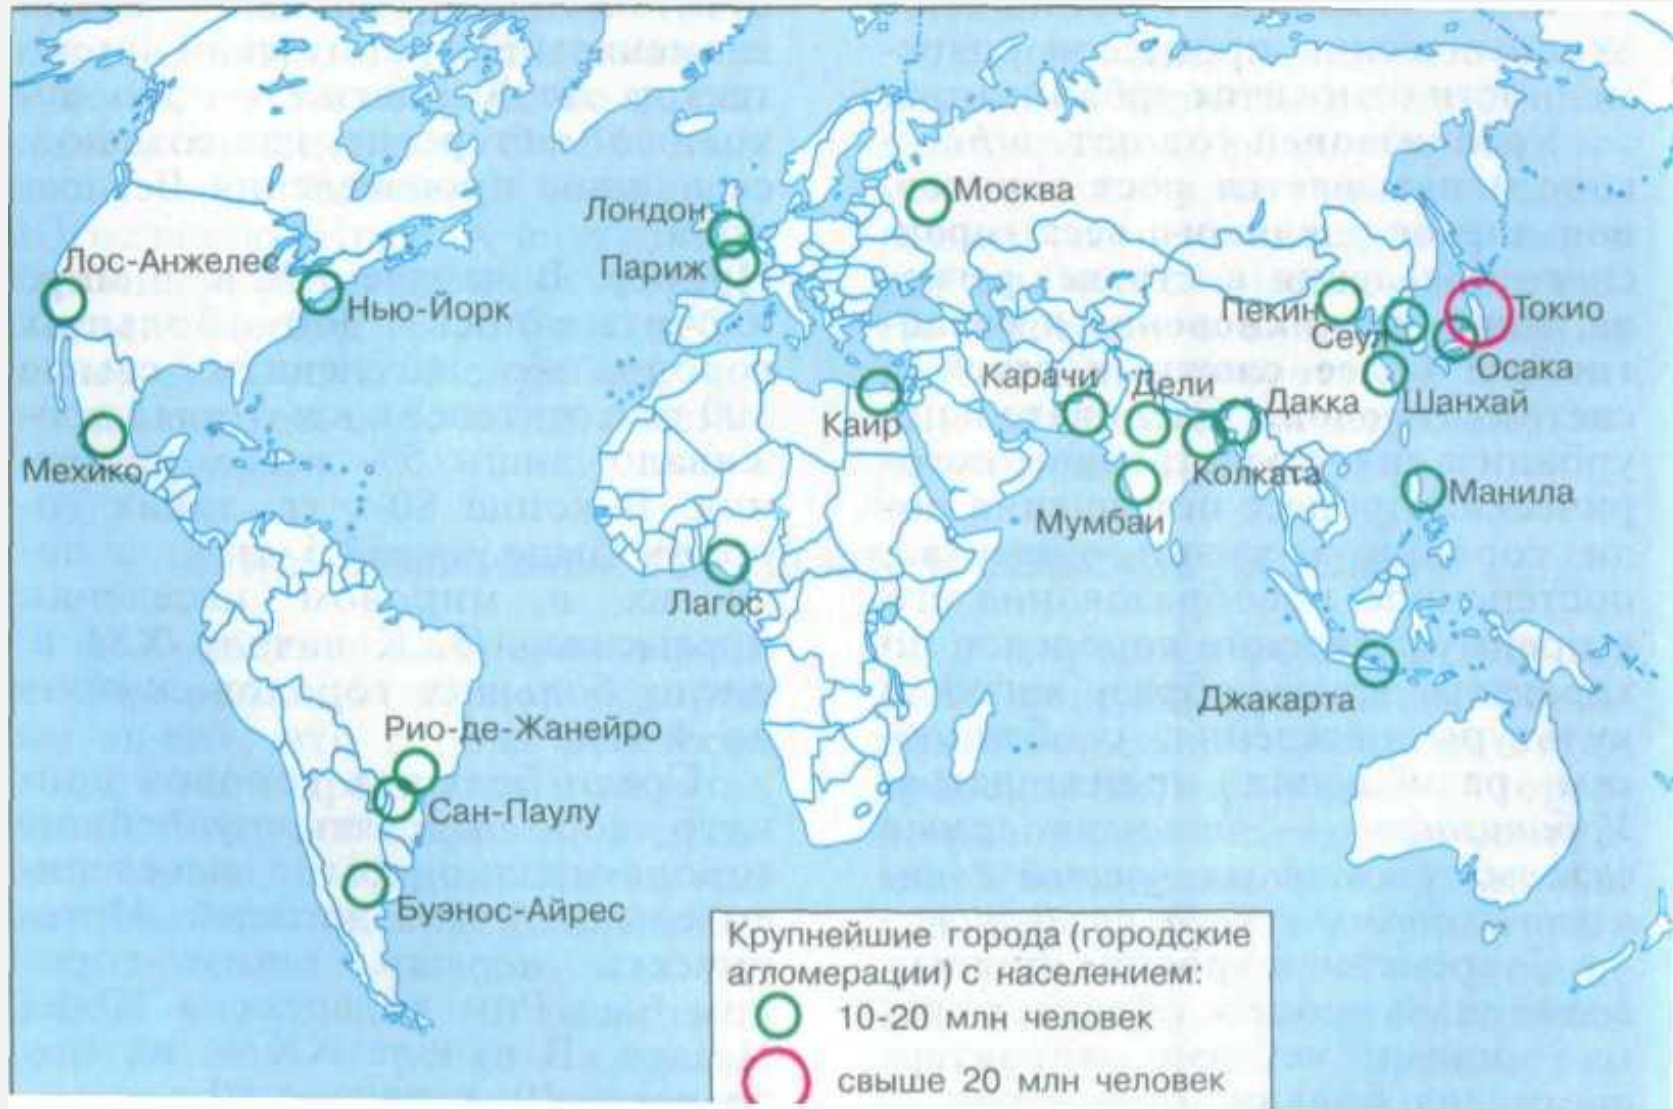 Москва
Лондон
Лос-Анжелес
Париж
Нью-Йорк
Пекин
Токио
Сеул
Осака
Карачи
Дели
Дакка
Шанхай
Каир
Мехико
Колката
Манила
Мумбаи
Лагос
Джакарта
Рио-де-Жанейро
Сан-Паулу
Буэнос-Айрес
Крупнейшие города (городские
агломерации) с населением:
10-20 млн человек
свыше 20 млн человек